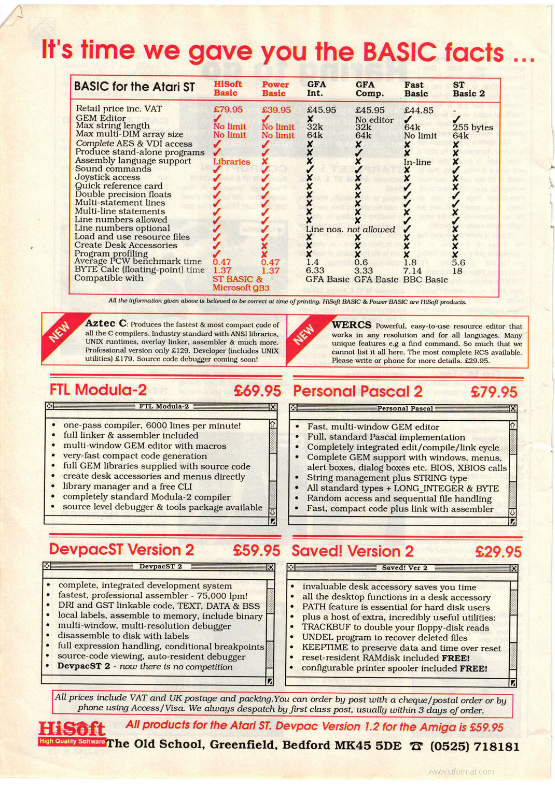 It's time we gave you the BASIC facts ...
BASIC for the Atari ST HiSoft Basic Power Basic GFA Int. GFA Comp. Fast Basic ST Basic 2
Retail price inc. VAT £79.95 £39.95 £45.95 £45.95 £44.85 -
GEM Editor ✓ ✓ ✗ No editor ✓ ✓
Max string length No limit No limit 32k 32k 64k 255 bytes
Max multi-DIM array size No limit No limit 64k 64k No limit 64k
Complete AES & VDI access
Produce stand-alone programs
Assembly language support Libraries ✗ ✗ ✗ In-line ✗
Sound commands
Joystick access
Quick reference card
Double precision floats
Multi-statement lines
Multi-line statements
Line numbers allowed
Line numbers optional Line nos. not allowed
Load and use resource files
Create Desk Accessories
Program profiling
Average PCW benchmark time 0.47 0.47 1.4 0.6 1.8 5.6
BYTE Calc (floating-point) time 1.37 1.37 6.33 3.33 7.14 18
Compatible with ST BASIC & GFA Basic GFA Basic BBC Basic
Microsoft QB3
All the information given above is believed to be correct at time of printing. HiSoft BASIC & Power BASIC are HiSoft products.
NEW
Aztec C: Produces the fastest & most compact code of
all the C compilers. Industry standard with ANSI libraries,
UNIX runtimes, overlay linker, assembler & much more.
Professional version only £129. Developer (includes UNIX
utilities) £179. Source code debugger coming soon!
NEW
WERCS Powerful, easy-to-use resource editor that
works in any resolution and for all languages. Many
unique features e.g a find command. So much that we
cannot list it all here. The most complete RCS available.
Please write or phone for more details. £29.95.
FTL Modula-2 £69.95
FTL Modula-2
• one-pass compiler, 6000 lines per minute!
• full linker & assembler included
• multi-window GEM editor with macros
• very-fast compact code generation
• full GEM libraries supplied with source code
• create desk accessories and menus directly
• library manager and a free CLI
• completely standard Modula-2 compiler
• source level debugger & tools package available
Personal Pascal 2 £79.95
Personal Pascal
• Fast, multi-window GEM editor
• Full, standard Pascal implementation
• Completely integrated edit/compile/link cycle
• Complete GEM support with windows, menus,
alert boxes, dialog boxes etc. BIOS, XBIOS calls
• String management plus STRING type
• All standard types + LONG_INTEGER & BYTE
• Random access and sequential file handling
• Fast, compact code plus link with assembler
DevpacST Version 2 £59.95
DevpacST 2
• complete, integrated development system
• fastest, professional assembler - 75,000 lpm!
• DRI and GST linkable code, TEXT, DATA & BSS
• local labels, assemble to memory, include binary
• multi-window, multi-resolution debugger
• disassemble to disk with labels
• full expression handling, conditional breakpoints
• source-code viewing, auto-resident debugger
• DevpacST 2 - now there is no competition
Saved! Version 2 £29.95
Saved! Ver 2
• invaluable desk accessory saves you time
• all the desktop functions in a desk accessory
• PATH feature is essential for hard disk users
• plus a host of extra, incredibly useful utilities:
• TRACKBUF to double your floppy-disk reads
• UNDEL program to recover deleted files
• KEEPTIME to preserve data and time over reset
• reset-resident RAMdisk included FREE!
• configurable printer spooler included FREE!
All prices include VAT and UK postage and packing.You can order by post with a cheque/postal order or by
phone using Access/Visa. We always despatch by first class post, usually within 3 days of order.
HiSoft
High Quality Software
All products for the Atari ST. Devpac Version 1.2 for the Amiga is £59.95
The Old School, Greenfield, Bedford MK45 5DE ☎ (0525) 718181
www.stformat.com